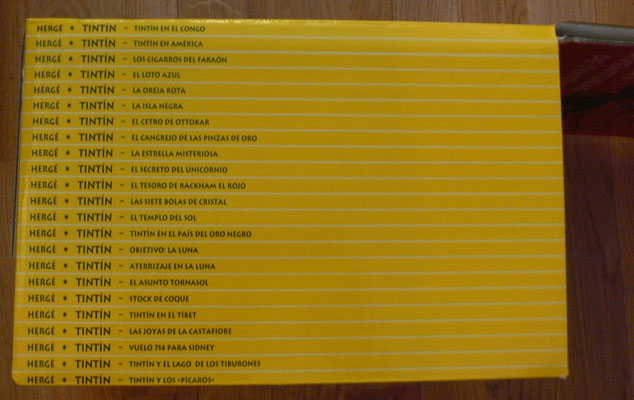 HERGÉ * TINTÍN – TINTÍN EN EL CONGO
HERGÉ * TINTÍN – TINTÍN EN AMÉRICA
HERGÉ * TINTÍN – LOS CIGARROS DEL FARAÓN
HERGÉ * TINTÍN – EL LOTO AZUL
HERGÉ * TINTÍN – LA OREJA ROTA
HERGÉ * TINTÍN – LA ISLA NEGRA
HERGÉ * TINTÍN – EL CETRO DE OTTOKAR
HERGÉ * TINTÍN – EL CANGREJO DE LAS PINZAS DE ORO
HERGÉ * TINTÍN – LA ESTRELLA MISTERIOSA
HERGÉ * TINTÍN – EL SECRETO DEL UNICORNIO
HERGÉ * TINTÍN – EL TESORO DE RACKHAM EL ROJO
HERGÉ * TINTÍN – LAS SIETE BOLAS DE CRISTAL
HERGÉ * TINTÍN – EL TEMPLO DEL SOL
HERGÉ * TINTÍN – TINTÍN EN EL PAÍS DEL ORO NEGRO
HERGÉ * TINTÍN – OBJETIVO: LA LUNA
HERGÉ * TINTÍN – ATERRIZAJE EN LA LUNA
HERGÉ * TINTÍN – EL ASUNTO TORNASOL
HERGÉ * TINTÍN – STOCK DE COQUE
HERGÉ * TINTÍN – TINTÍN EN EL TÍBET
HERGÉ * TINTÍN – LAS JOYAS DE LA CASTAFIORE
HERGÉ * TINTÍN – VUELO 714 PARA SIDNEY
HERGÉ * TINTÍN – TINTÍN Y EL LAGO DE LOS TIBURONES
HERGÉ * TINTÍN – TINTÍN Y LOS «PÍCAROS»